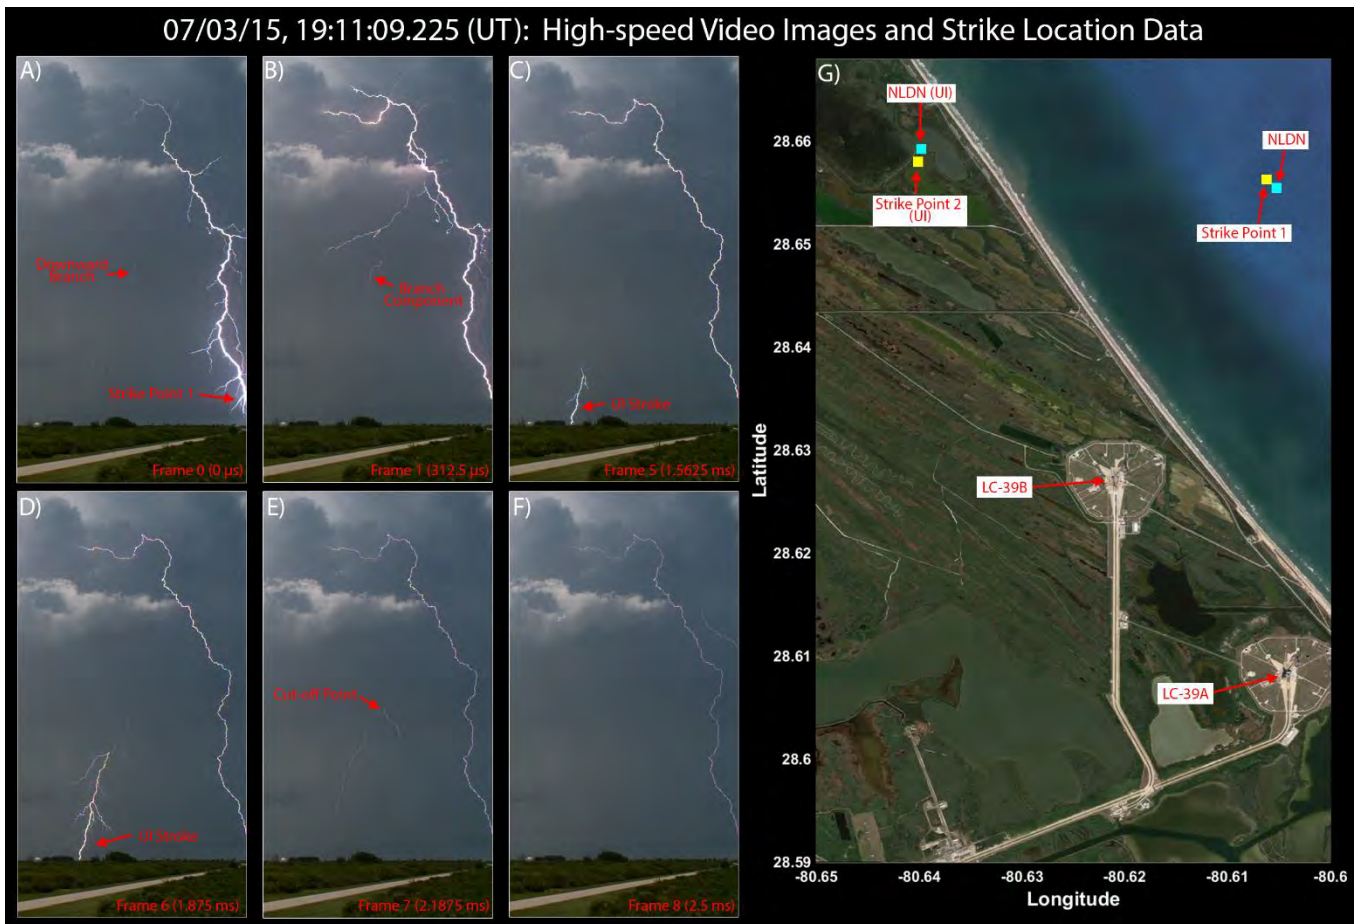 07/03/15, 19:11:09.225 (UT): High-speed Video Images and Strike Location Data
A)
Downward
Branch
Strike Point 1
Frame 0 (0 µs)
B)
Branch
Component
Frame 1 (312.5 µs)
C)
UI Stroke
Frame 5 (1.5625 ms)
D)
UI Stroke
Frame 6 (1.875 ms)
E)
Cut-off Point
Frame 7 (2.1875 ms)
F)
Frame 8 (2.5 ms)
G)
NLDN (UI)
Strike Point 2
(UI)
NLDN
Strike Point 1
LC-39B
LC-39A
Latitude
28.66
28.65
28.64
28.63
28.62
28.61
28.6
28.59
-80.65
-80.64
-80.63
-80.62
-80.61
-80.6
Longitude